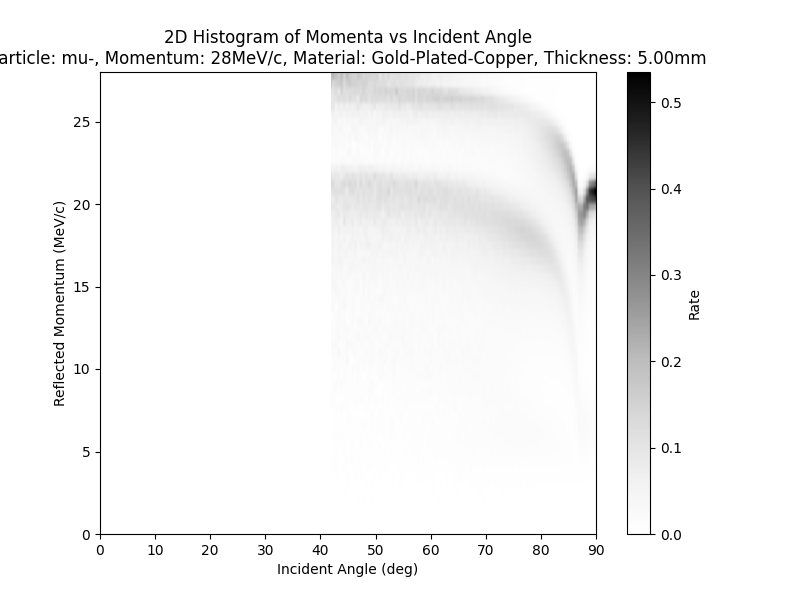 2D Histogram of Momenta vs Incident Angle
article: mu-, Momentum: 28MeV/c, Material: Gold-Plated-Copper, Thickness: 5.00mm
25
20
15
10
5
0
Reflected Momentum (MeV/c)
0 10 20 30 40 50 60 70 80 90
Incident Angle (deg)
0.5
0.4
0.3
0.2
0.1
0.0
Rate